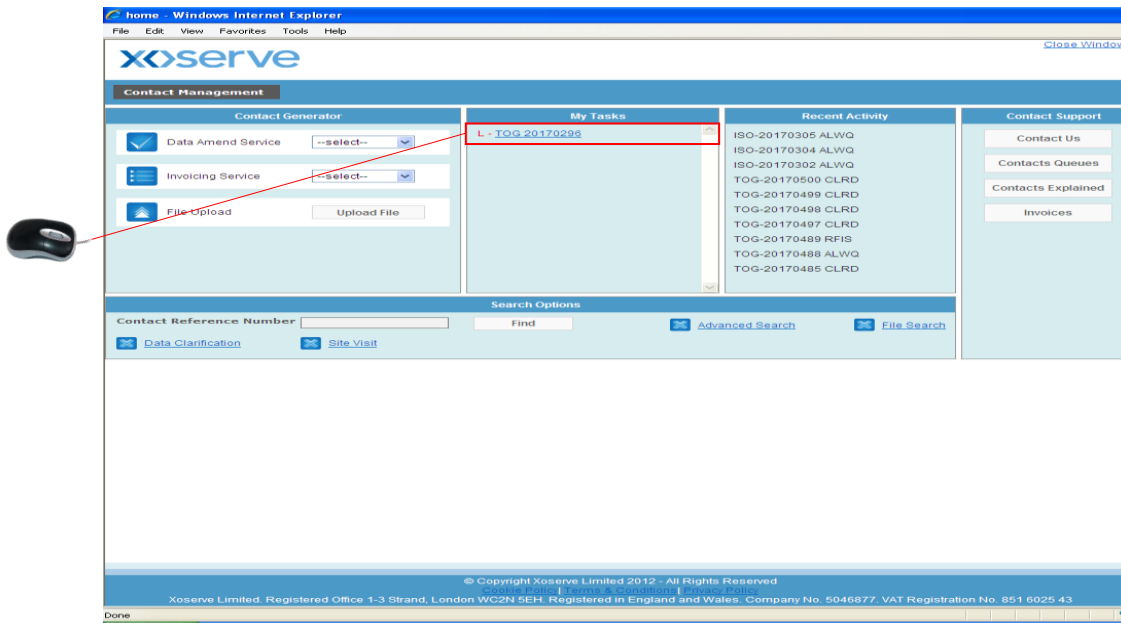 home - Windows Internet Explorer
File Edit View Favorites Tools Help
Close Window
xoserve
Contact Management
Contact Generator
Data Amend Service --select--
Invoicing Service --select--
File Upload Upload File
My Tasks
L - TOG 20170296
Recent Activity
ISO-20170305 ALWQ
ISO-20170304 ALWQ
ISO-20170302 ALWQ
TOG-20170500 CLRD
TOG-20170499 CLRD
TOG-20170498 CLRD
TOG-20170497 CLRD
TOG-20170489 RFIS
TOG-20170488 ALWQ
TOG-20170485 CLRD
Contact Support
Contact Us
Contacts Queues
Contacts Explained
Invoices
Search Options
Contact Reference Number Find Advanced Search File Search
Data Clarification Site Visit
© Copyright Xoserve Limited 2012 - All Rights Reserved
Cookie Policy| Terms & Conditions| Privacy Policy
Xoserve Limited. Registered Office 1-3 Strand, London WC2N 5EH. Registered in England and Wales. Company No. 5046877. VAT Registration No. 851 6025 43
Done